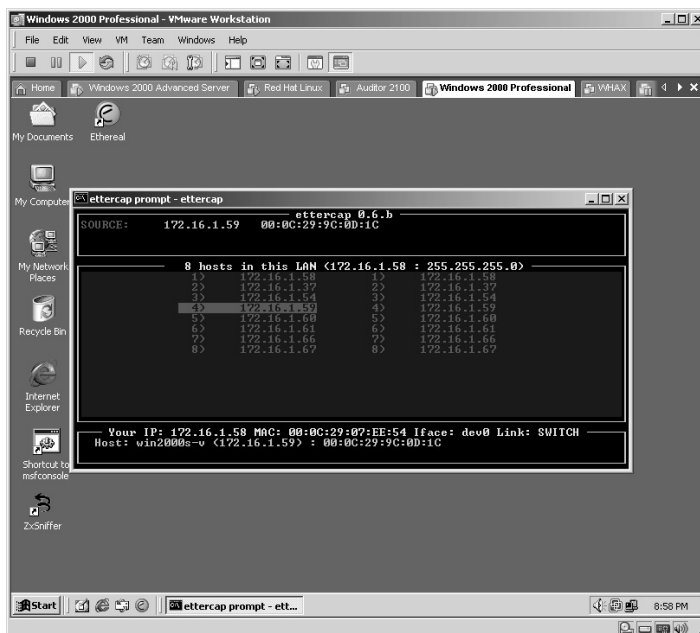 Windows 2000 Professional - VMware Workstation
File Edit View VM Team Windows Help
Home Windows 2000 Advanced Server Red Hat Linux Auditor 2100 Windows 2000 Professional WHAX
My Documents
Ethereal
My Computer
ettercap prompt - ettercap
ettercap 0.6.b
SOURCE: 172.16.1.59 00:0C:29:9C:0D:1C
8 hosts in this LAN (172.16.1.58 : 255.255.255.0)
1) 172.16.1.58 1) 172.16.1.58
2) 172.16.1.37 2) 172.16.1.37
3) 172.16.1.54 3) 172.16.1.54
4) 172.16.1.59 4) 172.16.1.59
5) 172.16.1.60 5) 172.16.1.60
6) 172.16.1.61 6) 172.16.1.61
7) 172.16.1.66 7) 172.16.1.66
8) 172.16.1.67 8) 172.16.1.67
Your IP: 172.16.1.58 MAC: 00:0C:29:07:EE:54 Iface: dev0 Link: SWITCH
Host: win2000s-v (172.16.1.59) : 00:0C:29:9C:0D:1C
My Network
Places
Recycle Bin
Internet
Explorer
Shortcut to
msfconsole
ZxSniffer
Start
ettercap prompt - ett...
8:58 PM